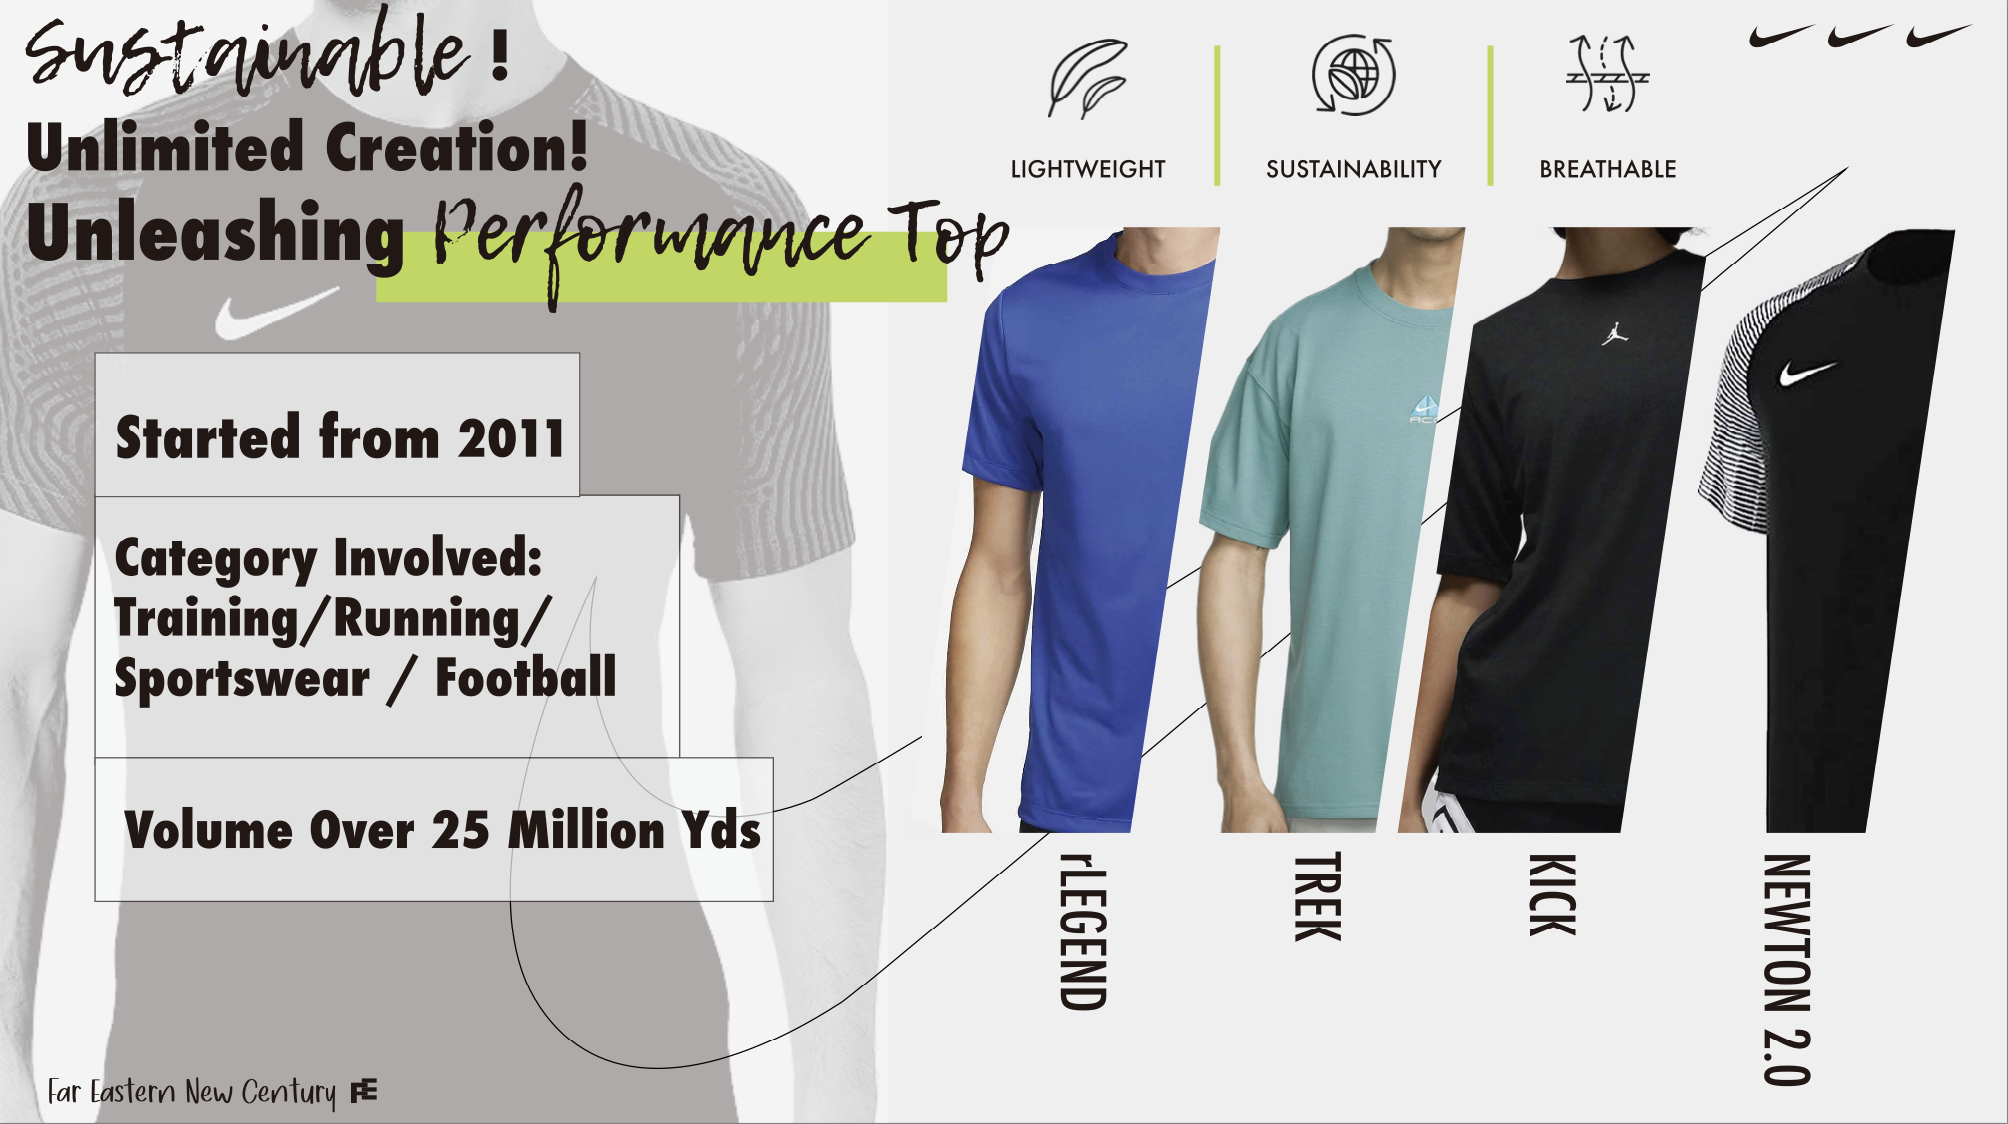 Sustainable !
Unlimited Creation!
Unleashing Performance Top
Started from 2011
Category Involved:
Training/Running/
Sportswear / Football
Volume Over 25 Million Yds
Far Eastern New Century FE
LIGHTWEIGHT
SUSTAINABILITY
BREATHABLE
rLEGEND
TREK
KICK
NEWTON 2.0